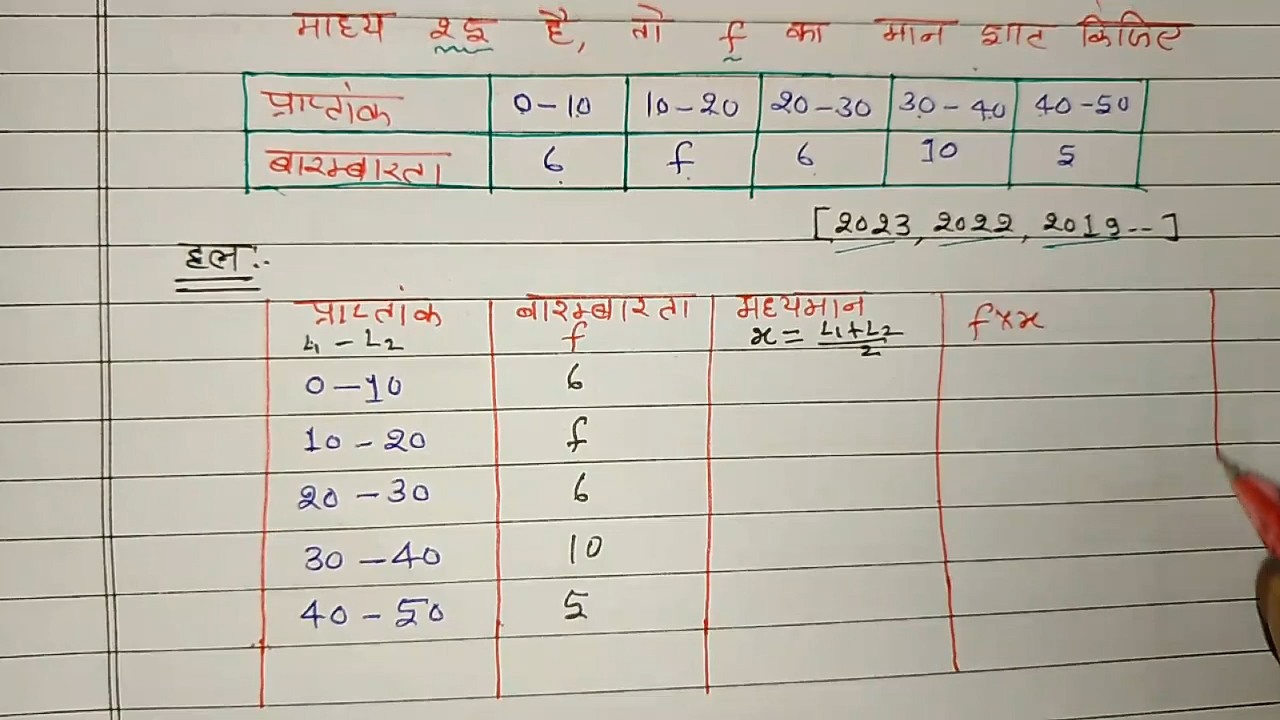 माध्य २५ है, तो f का मान ज्ञात किजिए
प्राप्तांक 0-10 10-20 20-30 30-40 40-50
बारम्बारता 6 f 6 10 5
[2023, 2022, 2019--]
हलः-
प्राप्तांक बारम्बारता मध्यमान f×x
L₁ - L₂ f x = L₁+L₂/2
0-10 6
10-20 f
20-30 6
30-40 10
40-50 5